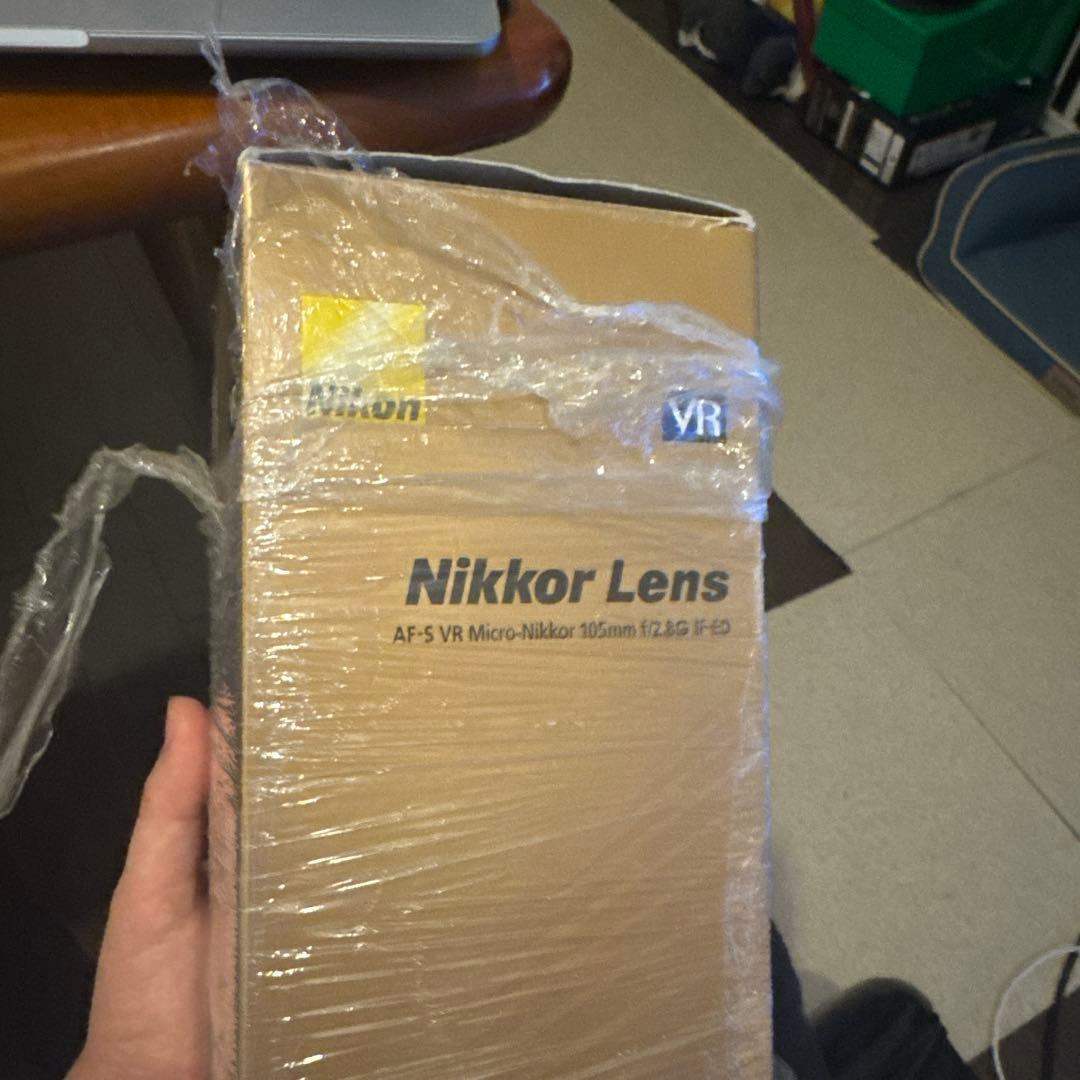 Nikon
VR
Nikkor Lens
AF-S VR Micro-Nikkor 105mm f/2.8G IF-ED